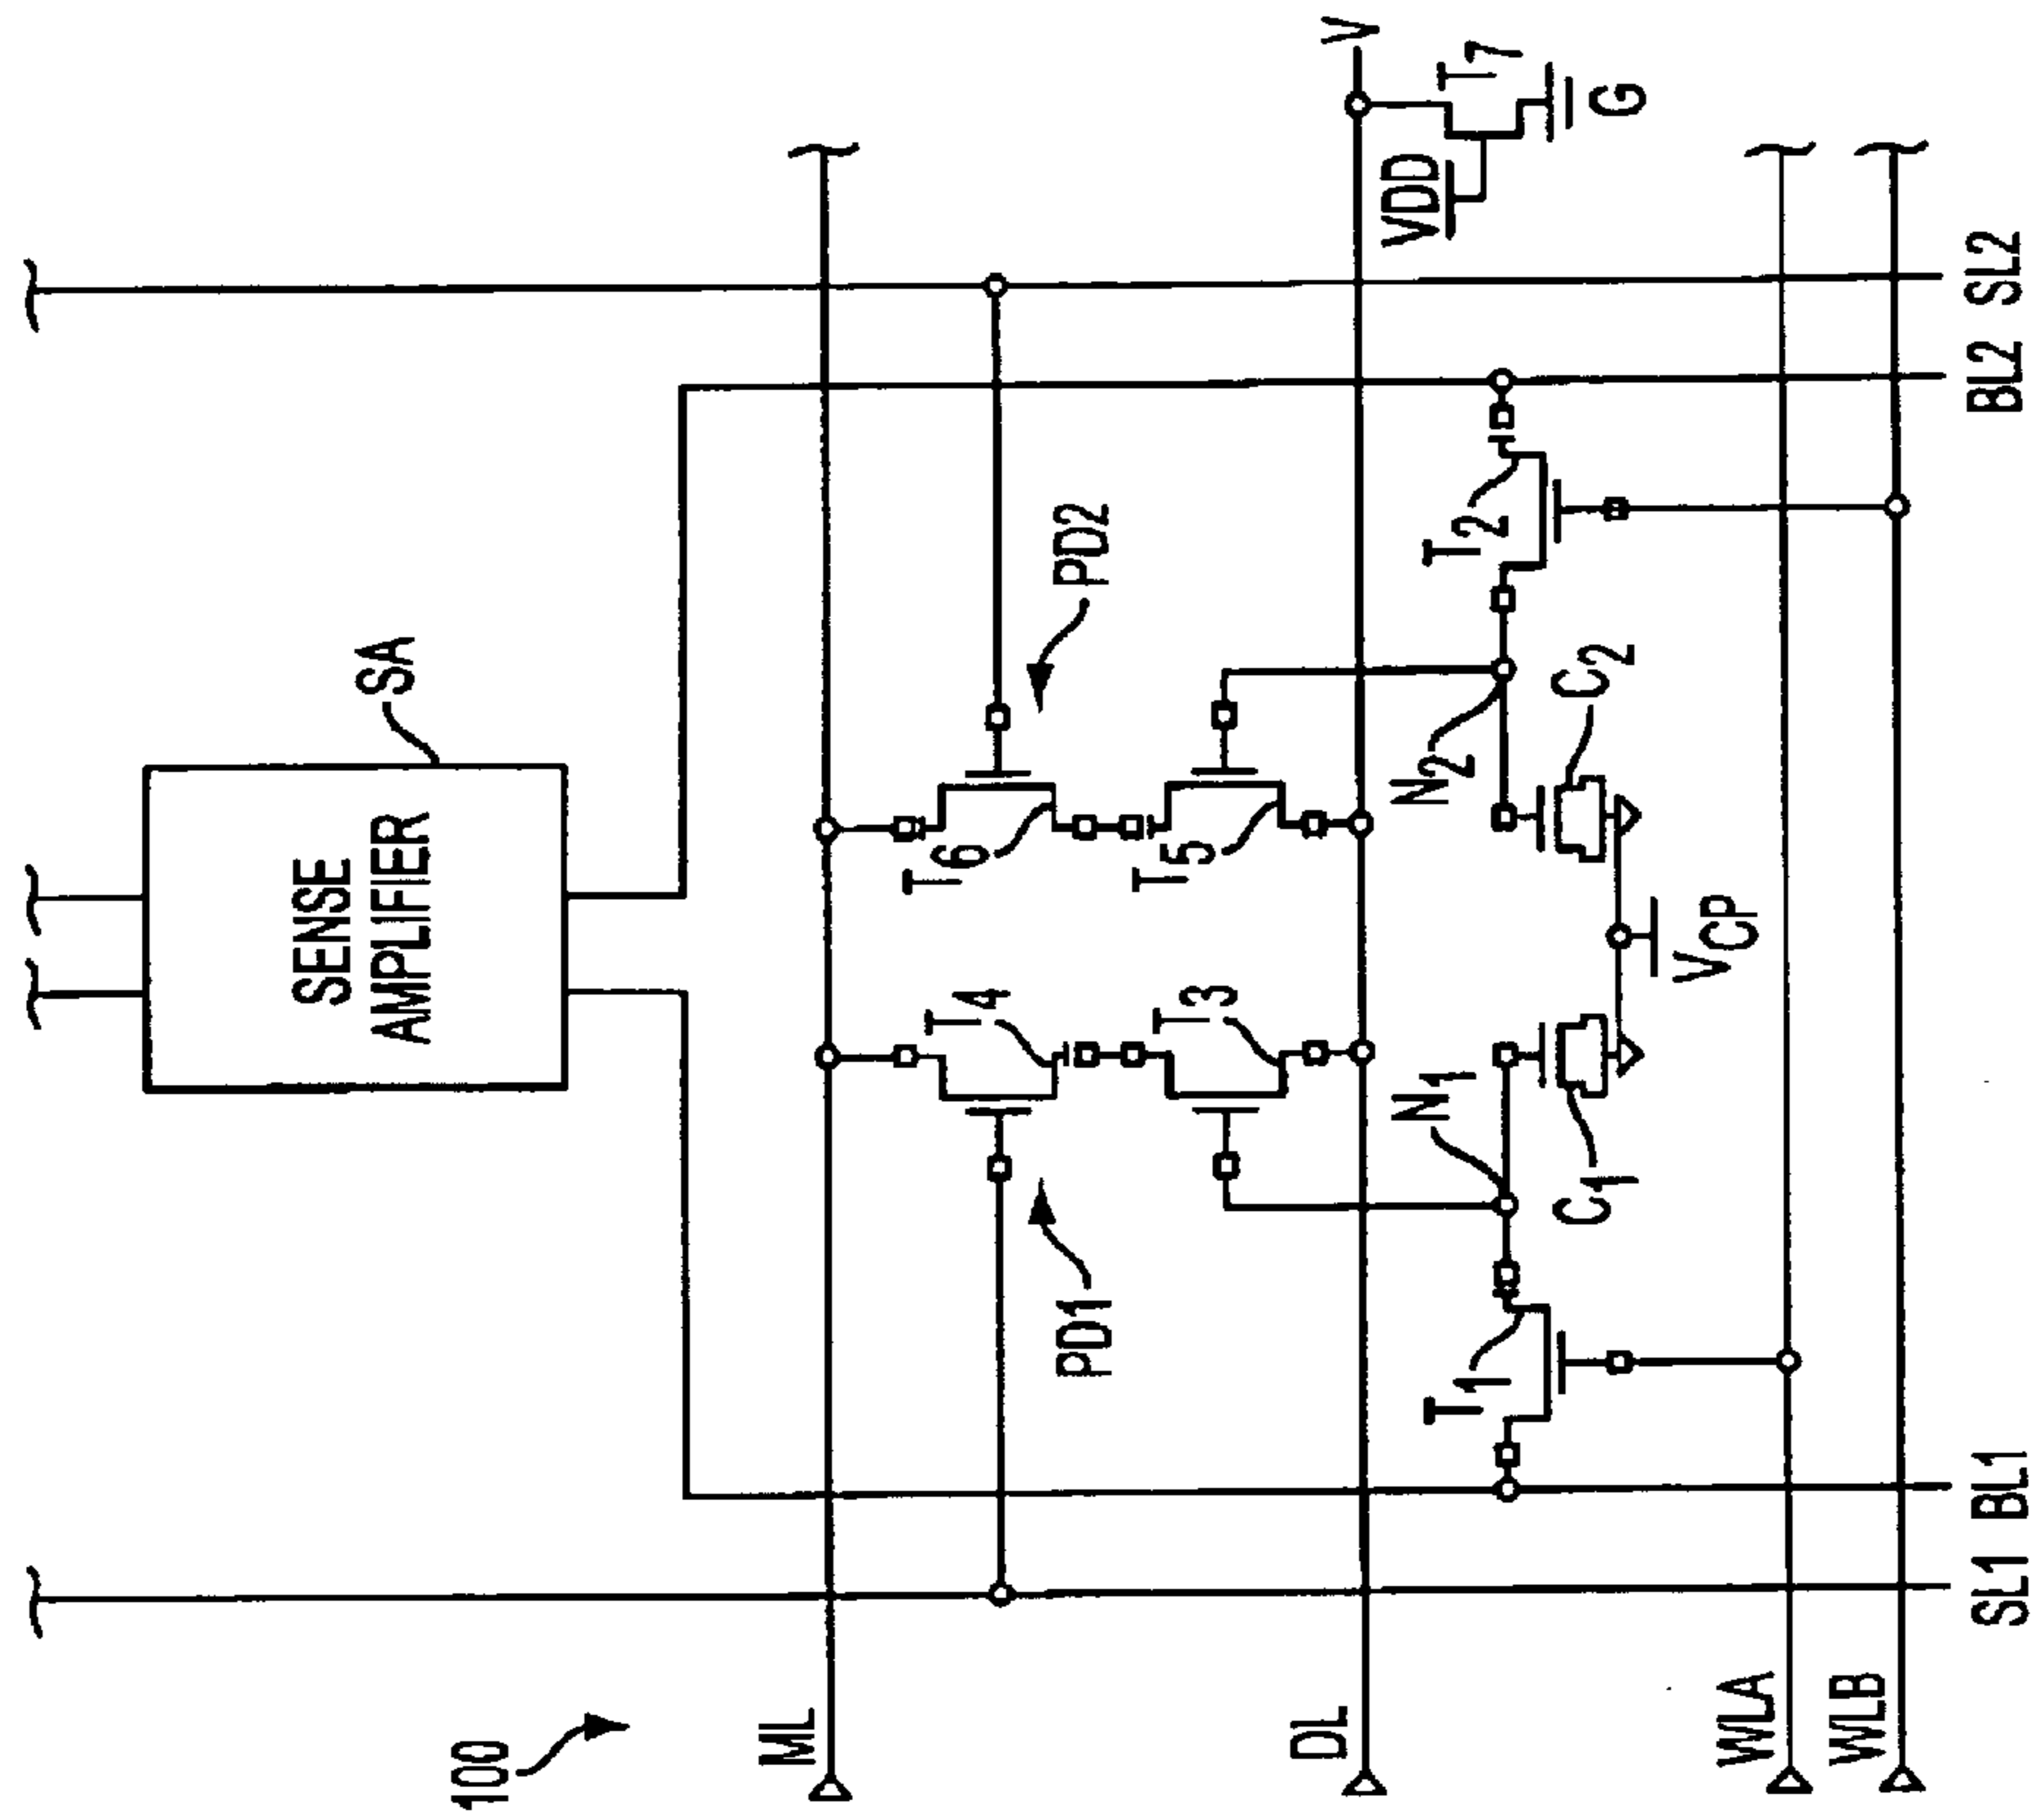 100
SENSE
AMPLIFIER
SA
ML
T4
T6
PD1
PD2
T3
T5
DL
V
VDD
T7
G
N1
N2
T1
T2
C1
C2
VCP
WLA
WLB
SL1
BL1
BL2
SL2